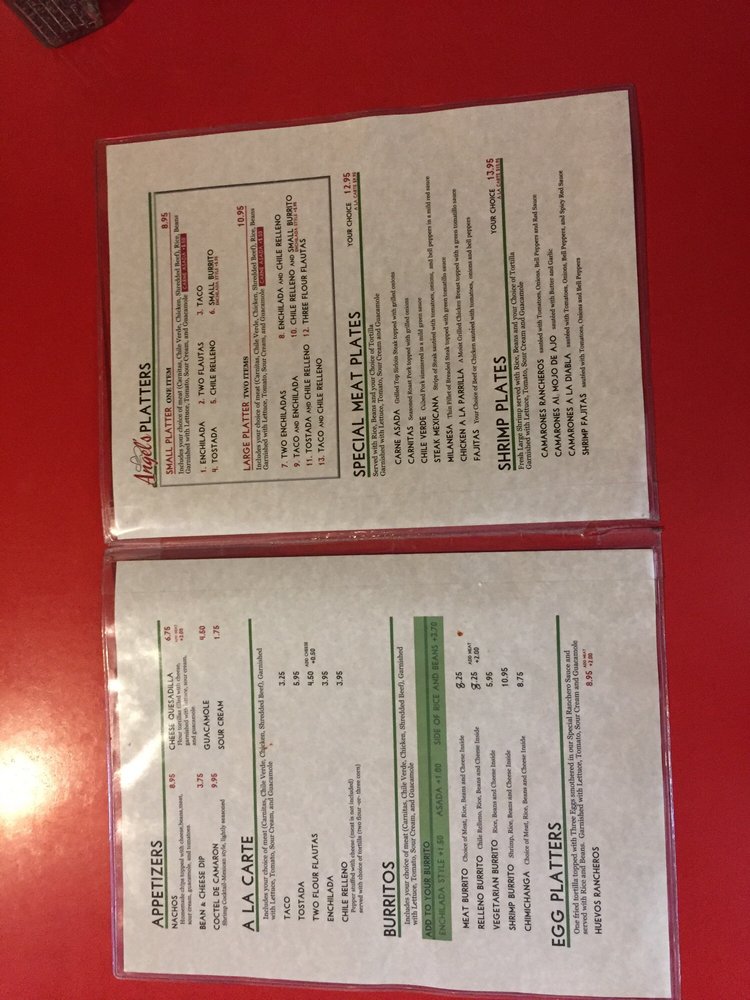 APPETIZERS
NACHOS 8.95
Homemade chips topped with cheese, beans, meat,
sour cream, guacamole, and tomatoes
BEAN & CHEESE DIP 3.75
COCTEL DE CAMARON 9.95
Shrimp Cocktail-Mexican style, lightly seasoned
CHEESE QUESADILLA 6.75
Flour tortillas filled with cheese, ADD MEAT
garnished with lettuce, sour cream, +2.00
and guacamole
GUACAMOLE 4.50
SOUR CREAM 1.75
A LA CARTE
Includes your choice of meat (Carnitas, Chile Verde, Chicken, Shredded Beef), Garnished
with Lettuce, Tomato, Sour Cream, and Guacamole
TACO 3.25
TOSTADA 5.95
TWO FLOUR FLAUTAS 4.50 ADD CHEESE +0.50
ENCHILADA 3.95
CHILE RELLENO 3.95
Pepper stuffed with cheese (meat is not included)
served with choice of tortilla (two flour -or- three corn)
BURRITOS
Includes your choice of meat (Carnitas, Chile Verde, Chicken, Shredded Beef), Garnished
with Lettuce, Tomato, Sour Cream, and Guacamole
ADD TO YOUR BURRITO
ENCHILADA STYLE +1.50 ASADA +1.00 SIDE OF RICE AND BEANS +3.70
MEAT BURRITO Choice of Meat, Rice, Beans and Cheese Inside 8.25
RELLENO BURRITO Chile Relleno, Rice, Beans and Cheese Inside 8.25 ADD MEAT +2.00
VEGETARIAN BURRITO Rice, Beans and Cheese Inside 5.95
SHRIMP BURRITO Shrimp, Rice, Beans and Cheese Inside 10.95
CHIMICHANGA Choice of Meat, Rice, Beans and Cheese Inside 8.75
EGG PLATTERS
One fried tortilla topped with Three Eggs smothered in our Special Ranchero Sauce and
served with Rice and Beans. Garnished with Lettuce, Tomato, Sour Cream and Guacamole
HUEVOS RANCHEROS 8.95 ADD MEAT +2.00
Angel's PLATTERS
SMALL PLATTER ONE ITEM 8.95
Includes your choice of meat (Carnitas, Chile Verde, Chicken, Shredded Beef), Rice, Beans
Garnished with Lettuce, Tomato, Sour Cream, and Guacamole
1. ENCHILADA 2. TWO FLAUTAS 3. TACO
4. TOSTADA 5. CHILE RELLENO 6. SMALL BURRITO
LARGE PLATTER TWO ITEMS 10.95
Includes your choice of meat (Carnitas, Chile Verde, Chicken, Shredded Beef), Rice, Beans
Garnished with Lettuce, Tomato, Sour Cream, and Guacamole
7. TWO ENCHILADAS 8. ENCHILADA AND CHILE RELLENO
9. TACO AND ENCHILADA 10. CHILE RELLENO AND SMALL BURRITO
11. TOSTADA AND CHILE RELLENO 12. THREE FLOUR FLAUTAS
13. TACO AND CHILE RELLENO
SPECIAL MEAT PLATES YOUR CHOICE 12.95
Served with Rice, Beans and your Choice of Tortilla
Garnished with Lettuce, Tomato, Sour Cream and Guacamole
CARNE ASADA Grilled Top Sirloin Steak topped with grilled onions
CARNITAS Seasoned Roast Pork topped with grilled onions
CHILE VERDE Cubed Pork Simmered in a mild green sauce
STEAK MEXICANA Strips of Steak sautéed with tomatoes, onions, and bell peppers in a mild red sauce
MILANESA Thin Fillet of Breaded Steak topped with green tomatillo sauce
CHICKEN A LA PARRILLA A Moist Grilled Chicken Breast topped with a green tomatillo sauce
FAJITAS Your choice of Beef or Chicken sautéed with tomatoes, onions and bell peppers
SHRIMP PLATES YOUR CHOICE 13.95
Fresh Large Shrimp served with Rice, Beans and your Choice of Tortilla
Garnished with Lettuce, Tomato, Sour Cream and Guacamole
CAMARONES RANCHEROS sautéed with Tomatoes, Onions, Bell Peppers and Red Sauce
CAMARONES AL MOJO DE AJO sautéed with Butter and Garlic
CAMARONES A LA DIABLA sautéed with Tomatoes, Onions, Bell Peppers, and Spicy Red Sauce
SHRIMP FAJITAS sautéed with Tomatoes, Onions and Bell Peppers